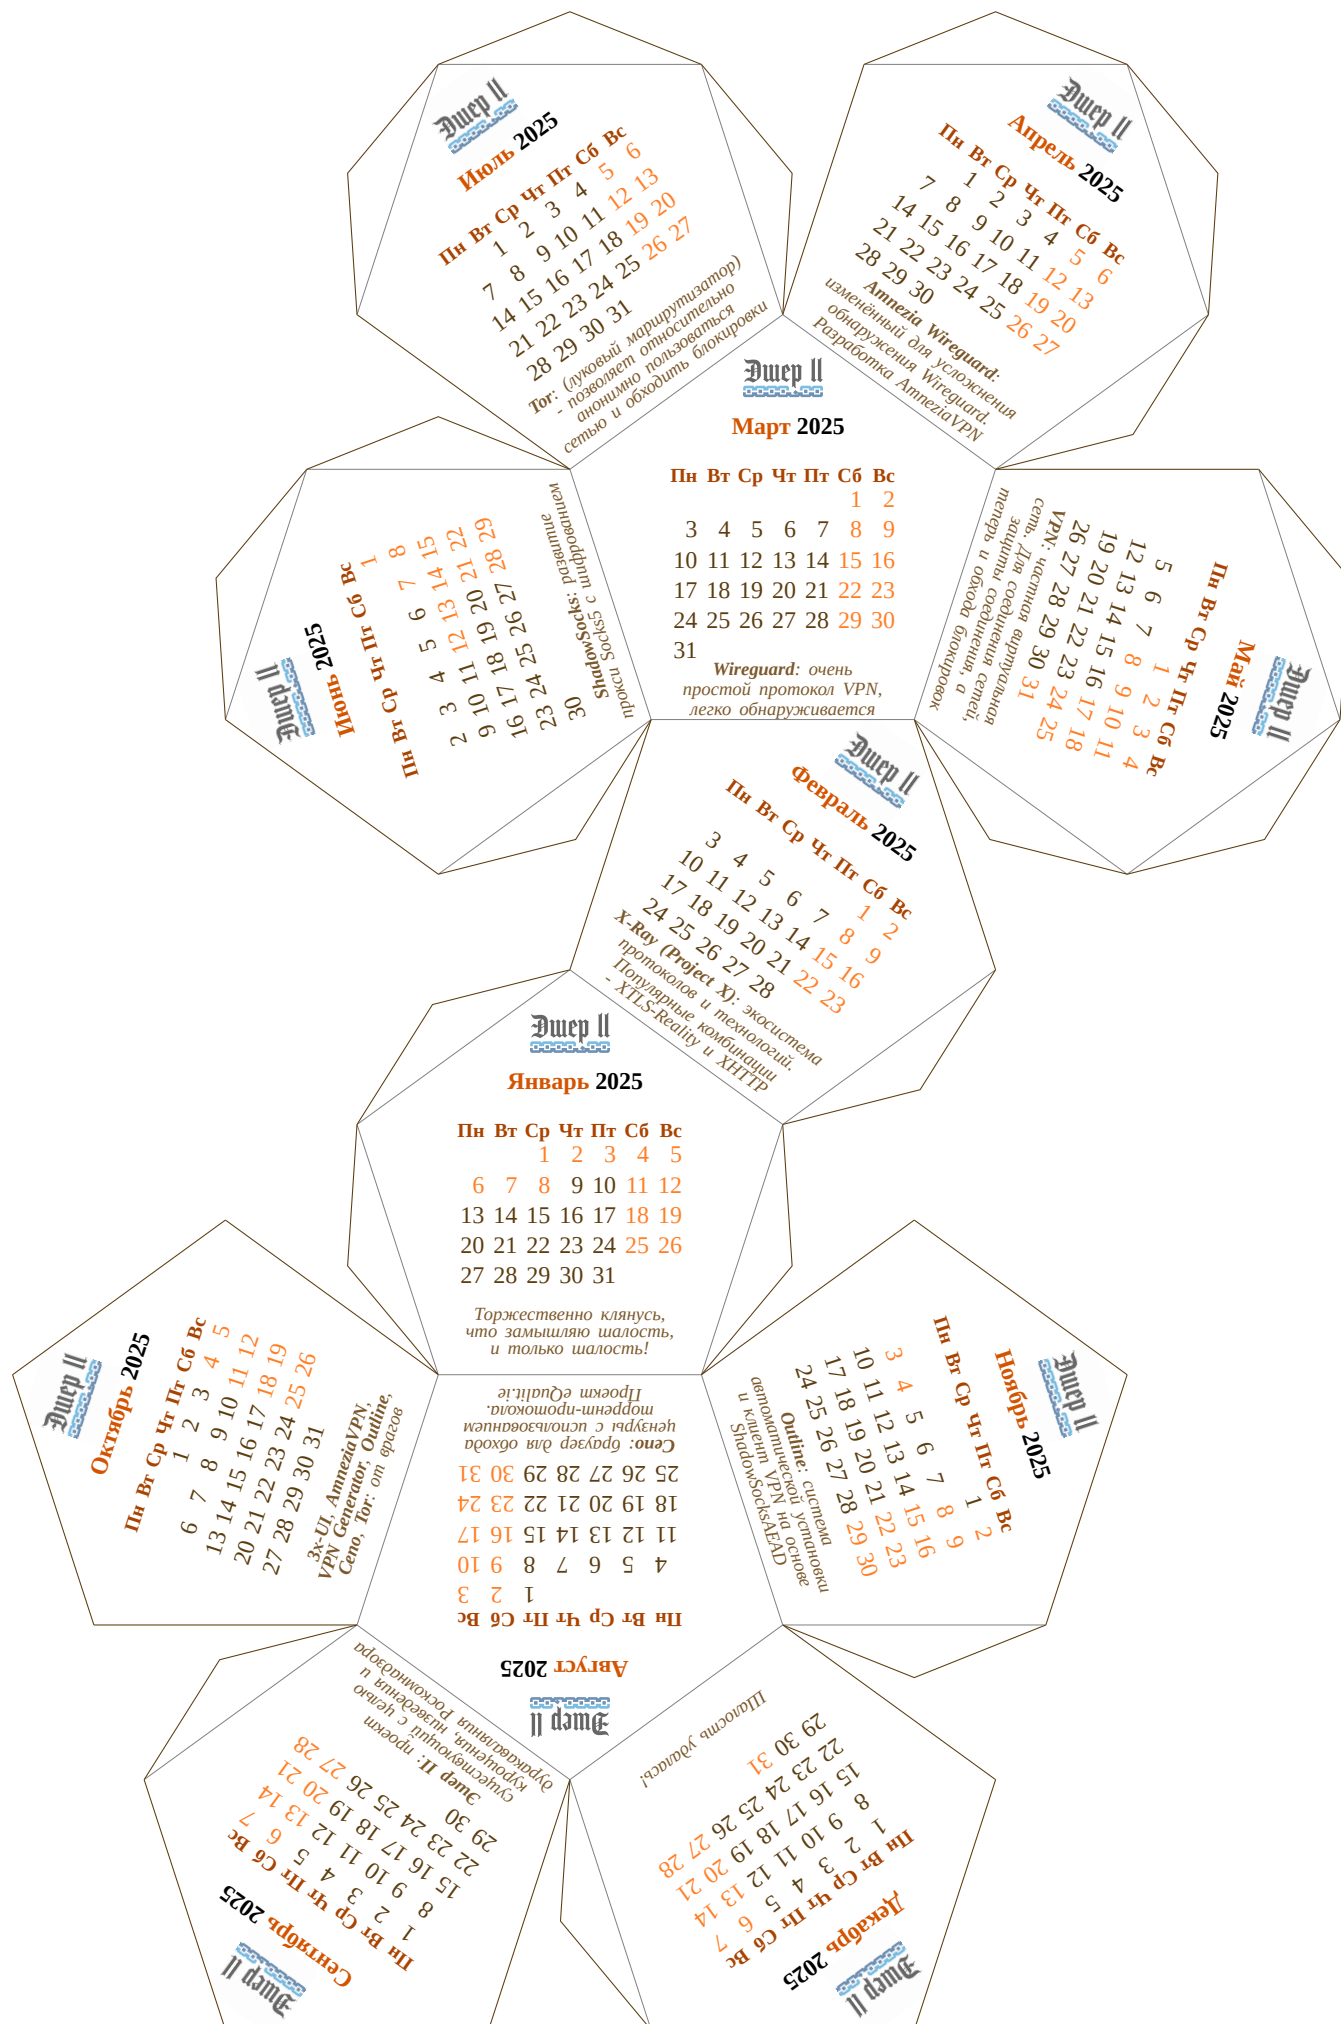 Эшер II
Июль 2025
Пн Вт Ср Чт Пт Сб Вс
1 2 3 4 5 6
7 8 9 10 11 12 13
14 15 16 17 18 19 20
21 22 23 24 25 26 27
28 29 30 31
Tor: (луковый маршрутизатор)
- позволяет относительно
анонимно пользоваться
сетью и обходить блокировки
Эшер II
Апрель 2025
Пн Вт Ср Чт Пт Сб Вс
1 2 3 4 5 6
7 8 9 10 11 12 13
14 15 16 17 18 19 20
21 22 23 24 25 26 27
28 29 30
Amnezia Wireguard:
изменённый для усложнения
обнаружения Wireguard.
Разработка AmneziaVPN
Эшер II
Март 2025
Пн Вт Ср Чт Пт Сб Вс
1 2
3 4 5 6 7 8 9
10 11 12 13 14 15 16
17 18 19 20 21 22 23
24 25 26 27 28 29 30
31
Wireguard: очень
простой протокол VPN,
легко обнаруживается
Эшер II
Июнь 2025
Пн Вт Ср Чт Пт Сб Вс
1
2 3 4 5 6 7 8
9 10 11 12 13 14 15
16 17 18 19 20 21 22
23 24 25 26 27 28 29
30
ShadowSocks: развитие
прокси Socks5 с шифрованием
Эшер II
Май 2025
Пн Вт Ср Чт Пт Сб Вс
1 2 3 4
5 6 7 8 9 10 11
12 13 14 15 16 17 18
19 20 21 22 23 24 25
26 27 28 29 30 31
VPN: частная виртуальная
сеть. Для соединения сетей,
защиты соединения, а
теперь и обхода блокировок
Эшер II
Февраль 2025
Пн Вт Ср Чт Пт Сб Вс
1 2
3 4 5 6 7 8 9
10 11 12 13 14 15 16
17 18 19 20 21 22 23
24 25 26 27 28
X-Ray (Project X): экосистема
протоколов и технологий.
Популярные комбинации
- XTLS-Reality и XHTTP
Эшер II
Январь 2025
Пн Вт Ср Чт Пт Сб Вс
1 2 3 4 5
6 7 8 9 10 11 12
13 14 15 16 17 18 19
20 21 22 23 24 25 26
27 28 29 30 31
Торжественно клянусь,
что замышляю шалость,
и только шалость!
Эшер II
Октябрь 2025
Пн Вт Ср Чт Пт Сб Вс
1 2 3 4 5
6 7 8 9 10 11 12
13 14 15 16 17 18 19
20 21 22 23 24 25 26
27 28 29 30 31
3x-UI, AmneziaVPN,
VPN Generator, Outline,
Ceno, Tor: от врагов
Эшер II
Ноябрь 2025
Пн Вт Ср Чт Пт Сб Вс
1 2
3 4 5 6 7 8 9
10 11 12 13 14 15 16
17 18 19 20 21 22 23
24 25 26 27 28 29 30
Outline: система
автоматической установки
и клиент VPN на основе
ShadowSocksAEAD
Эшер II
Август 2025
Пн Вт Ср Чт Пт Сб Вс
1 2 3
4 5 6 7 8 9 10
11 12 13 14 15 16 17
18 19 20 21 22 23 24
25 26 27 28 29 30 31
Ceno: браузер для обхода
цензуры с использованием
торрент-протокола.
Проект eQualit.ie
Эшер II
Сентябрь 2025
Пн Вт Ср Чт Пт Сб Вс
1 2 3 4 5 6 7
8 9 10 11 12 13 14
15 16 17 18 19 20 21
22 23 24 25 26 27 28
29 30
Эшер II: проект
существующий с целью
курощения, низведения и
дуракаваляния Роскомнадзора
Эшер II
Декабрь 2025
Пн Вт Ср Чт Пт Сб Вс
1 2 3 4 5 6 7
8 9 10 11 12 13 14
15 16 17 18 19 20 21
22 23 24 25 26 27 28
29 30 31
Шалость удалась!